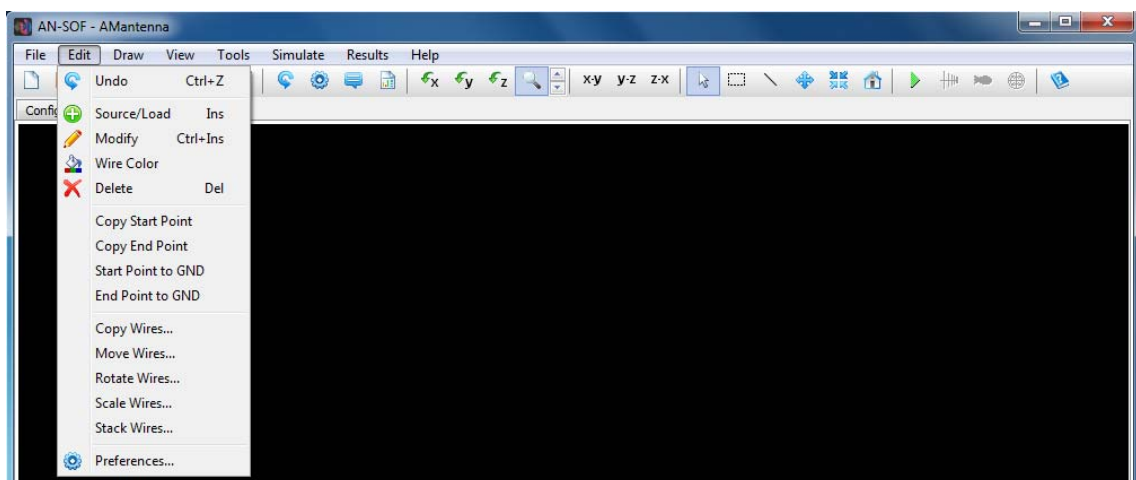 AN-SOF - AMantenna
File Edit Draw View Tools Simulate Results Help
x y z x·y y·z z·x
Undo Ctrl+Z
Source/Load Ins
Modify Ctrl+Ins
Wire Color
Delete Del
Copy Start Point
Copy End Point
Start Point to GND
End Point to GND
Copy Wires...
Move Wires...
Rotate Wires...
Scale Wires...
Stack Wires...
Preferences...